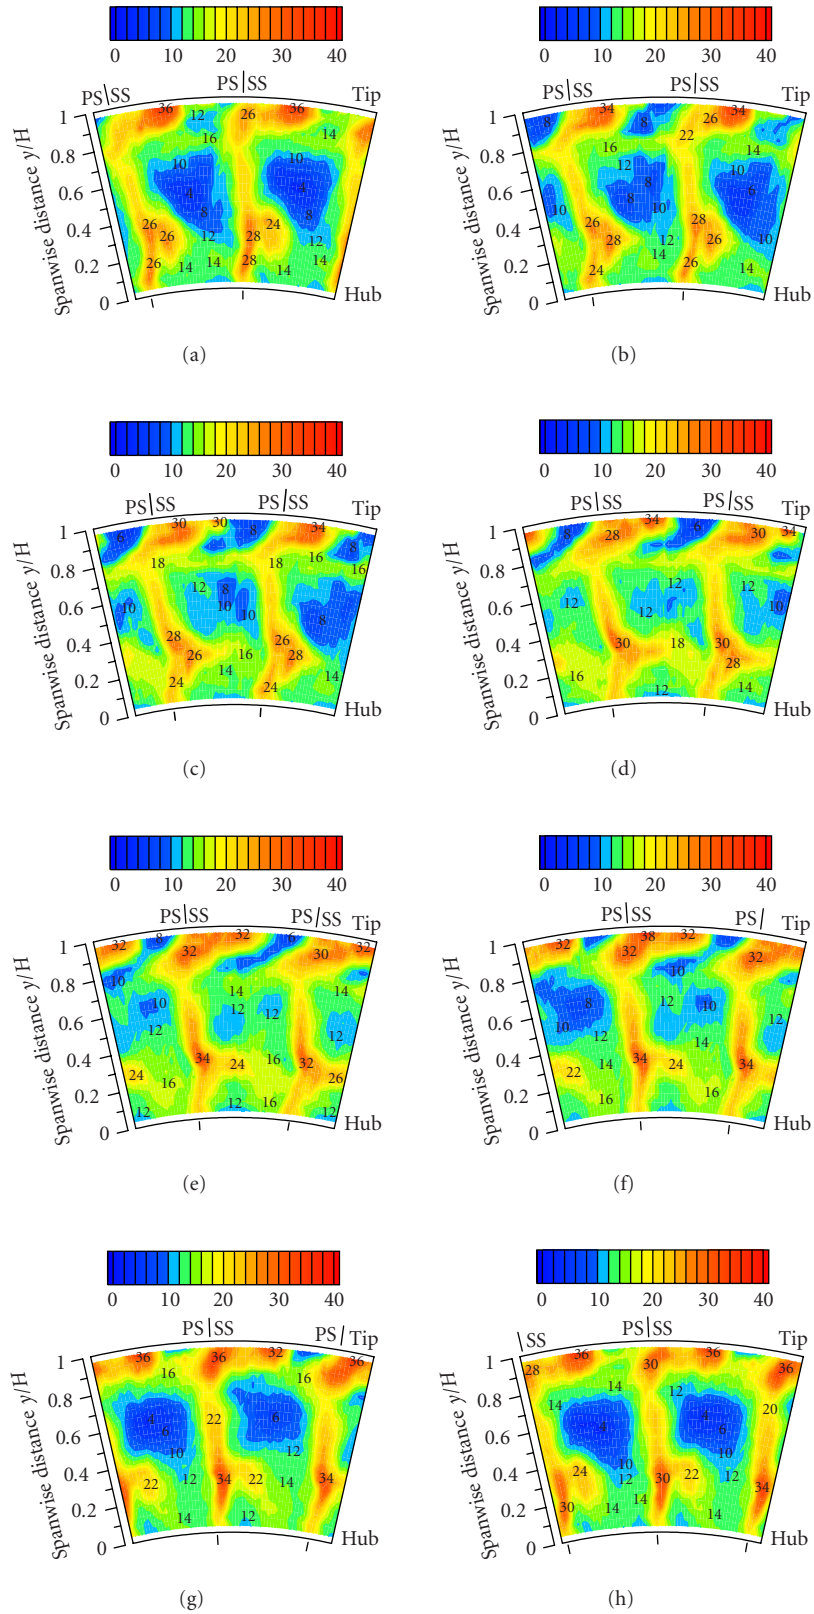 0 10 20 30 40
PS SS PS SS Tip
1 36 12 26 36
16 14
0.8 10 10
Spanwise distance y/H
0.6 4 4
8 8
0.4 26 26 12 28 24 12
0.2 26 14 14 28 14 14
0 Hub
(a)
0 10 20 30 40
PS SS PS SS Tip
1 8 34 8 26 34
22
0.8 16 12 10 14
Spanwise distance y/H
0.6 8 6
10 8 10
0.4 26 28 12 28 26 10
0.2 24 14 26 14
0 Hub
(b)
0 10 20 30 40
PS SS PS SS Tip
1 6 30 30 8 34
18 18 16 8
0.8 16
12 8
Spanwise distance y/H
0.6 10 10 10 8
0.4 28 26 16 26 28
14
0.2 24 24 14
0 Hub
(c)
0 10 20 30 40
PS SS PS SS Tip
1 8 28 34 6 30 34
0.8
Spanwise distance y/H
12 12
0.6 12 12 10
0.4 30 18 30
28
0.2 16 12 14
0 Hub
(d)
0 10 20 30 40
PS SS PS SS Tip
1 32 8 32 32 6 30 32
0.8 10 14 14
Spanwise distance y/H
10 12 12
0.6 12 12
0.4 34 24 16 32
24 16 26
0.2 12 12 16 12
0 Hub
(e)
0 10 20 30 40
PS SS PS Tip
1 32 32 38 32 32
0.8 10
Spanwise distance y/H
8 12 10
0.6 10 12 14 12
0.4 22 14 34 24 14 34
0.2 16 16
0 Hub
(f)
0 10 20 30 40
PS SS PS Tip
1 36 36 32 36
16 16
0.8
Spanwise distance y/H
4 22 6
0.6 6
10 12
0.4 22 12 34 22 14 34
0.2 14 12
0 Hub
(g)
0 10 20 30 40
SS PS SS Tip
1 28 36 30 36 36
14 12
0.8 14 20
Spanwise distance y/H
4 4
0.6 6
10 10
0.4 24 12 30 22 12 34
0.2 30 14 14 14
0 Hub
(h)